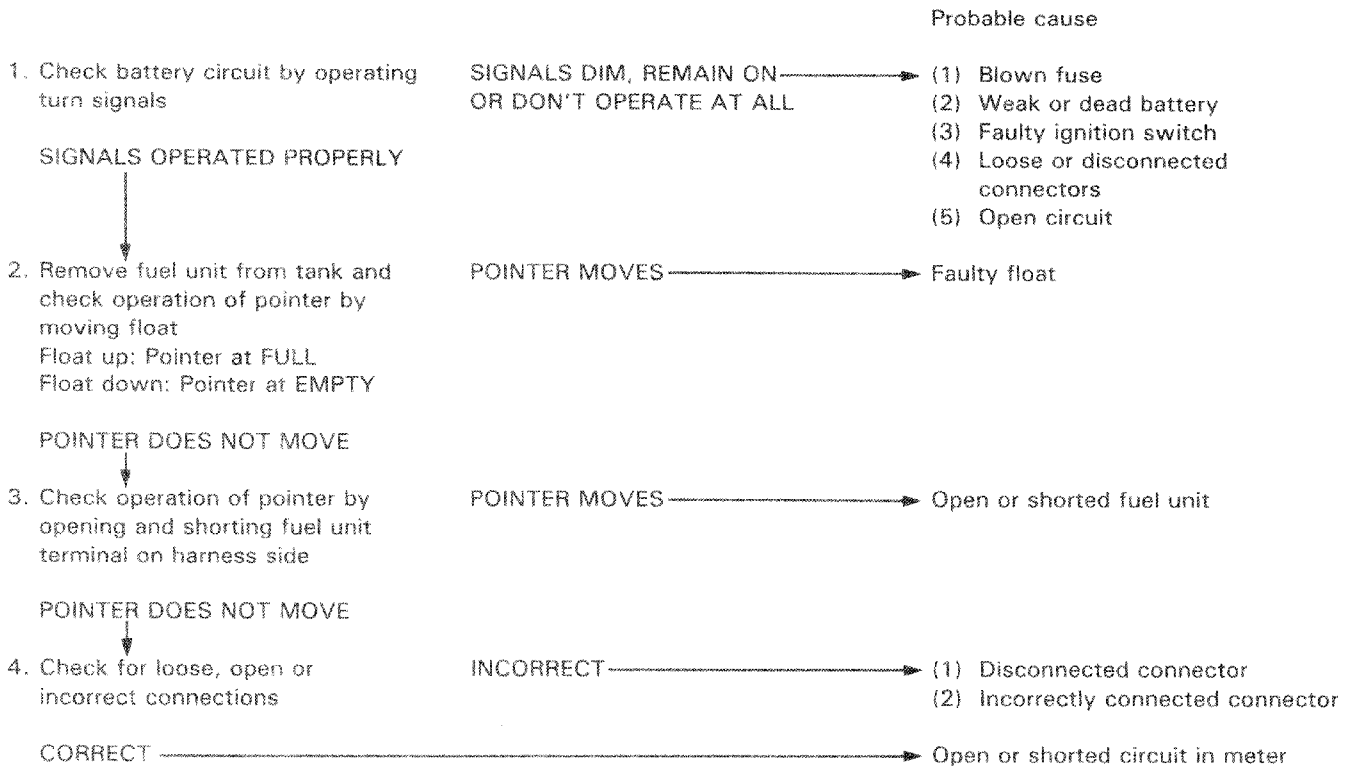 Probable cause
1. Check battery circuit by operating
turn signals
SIGNALS DIM, REMAIN ON
OR DON'T OPERATE AT ALL
(1) Blown fuse
(2) Weak or dead battery
(3) Faulty ignition switch
(4) Loose or disconnected
connectors
(5) Open circuit
SIGNALS OPERATED PROPERLY
2. Remove fuel unit from tank and
check operation of pointer by
moving float
Float up: Pointer at FULL
Float down: Pointer at EMPTY
POINTER MOVES
Faulty float
POINTER DOES NOT MOVE
3. Check operation of pointer by
opening and shorting fuel unit
terminal on harness side
POINTER MOVES
Open or shorted fuel unit
POINTER DOES NOT MOVE
4. Check for loose, open or
incorrect connections
INCORRECT
(1) Disconnected connector
(2) Incorrectly connected connector
CORRECT
Open or shorted circuit in meter